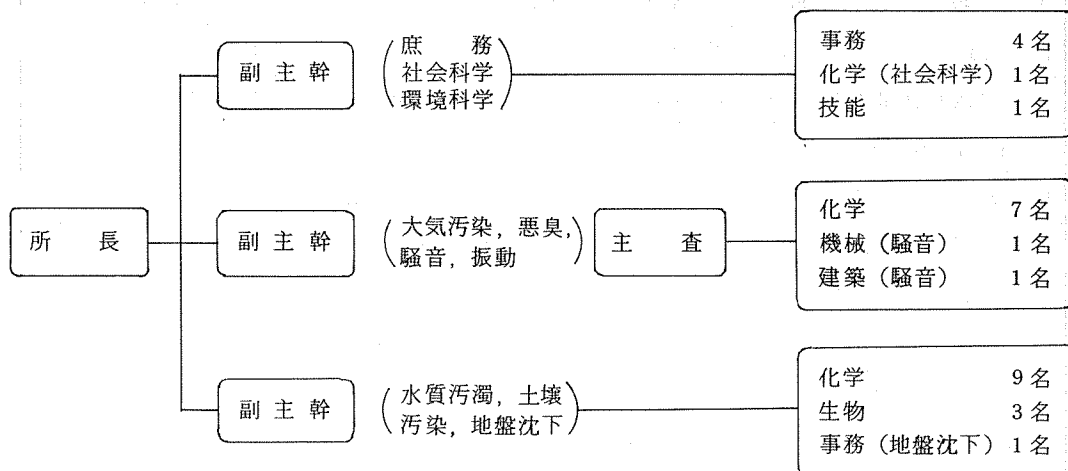 所長
副主幹
（庶務
社会科学
環境科学）
事務 4名
化学（社会科学）1名
技能 1名
副主幹
（大気汚染，悪臭，
騒音，振動）
主査
化学 7名
機械（騒音） 1名
建築（騒音） 1名
副主幹
（水質汚濁，土壌
汚染，地盤沈下）
化学 9名
生物 3名
事務（地盤沈下）1名